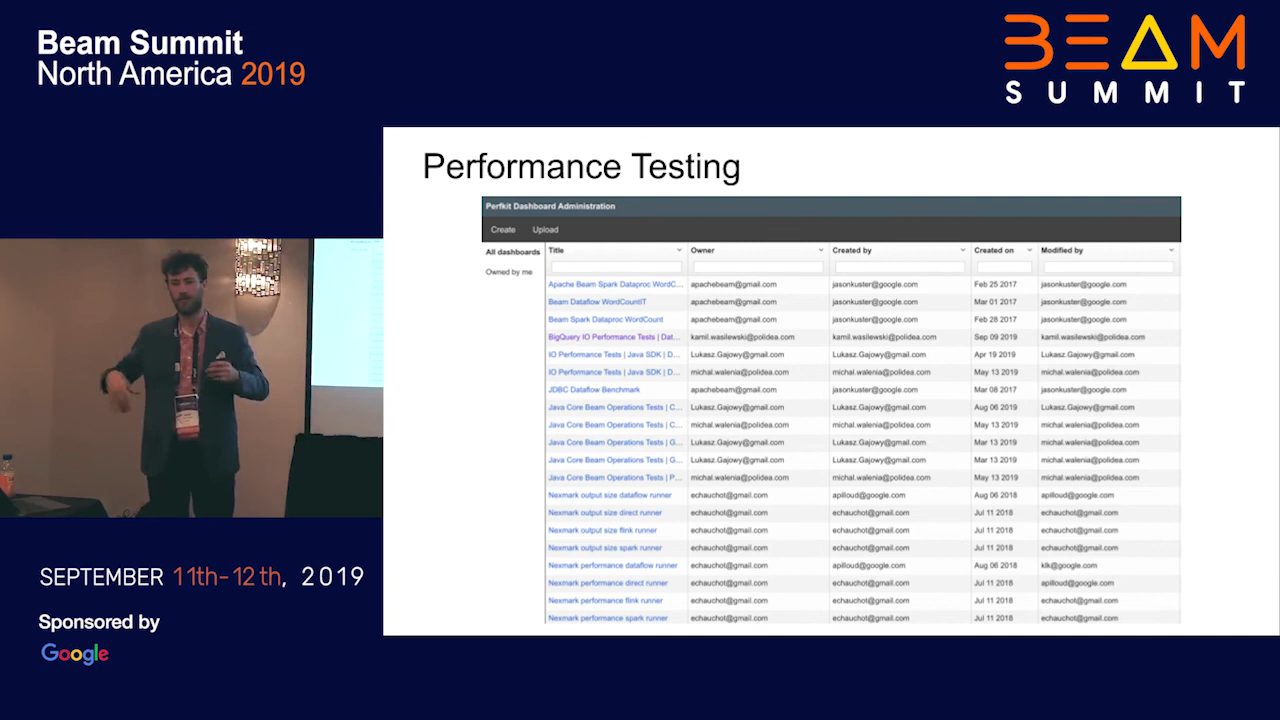 Beam Summit
North America 2019
BEAM
SUMMIT
Performance Testing
Perfkit Dashboard Administration
Create Upload
All dashboards
Owned by me
Title Owner Created by Created on Modified by
Apache Beam Spark Dataproc WordC... apachebeam@gmail.com jasonkuster@google.com Feb 25 2017 jasonkuster@google.com
Beam Dataflow WordCountIT apachebeam@gmail.com jasonkuster@google.com Mar 01 2017 jasonkuster@google.com
Beam Spark Dataproc WordCount apachebeam@gmail.com jasonkuster@google.com Feb 28 2017 jasonkuster@google.com
BigQuery IO Performance Tests | Dat... kamil.wasilewski@polidea.com kamil.wasilewski@polidea.com Sep 09 2019 kamil.wasilewski@polidea.com
IO Performance Tests | Java SDK | D... Lukasz.Gajowy@gmail.com Lukasz.Gajowy@gmail.com Apr 19 2019 Lukasz.Gajowy@gmail.com
IO Performance Tests | Java SDK | D... michal.walenia@polidea.com michal.walenia@polidea.com May 13 2019 michal.walenia@polidea.com
JDBC Dataflow Benchmark apachebeam@gmail.com jasonkuster@google.com Mar 08 2017 jasonkuster@google.com
Java Core Beam Operations Tests | C... Lukasz.Gajowy@gmail.com Lukasz.Gajowy@gmail.com Aug 06 2019 Lukasz.Gajowy@gmail.com
Java Core Beam Operations Tests | C... michal.walenia@polidea.com michal.walenia@polidea.com May 13 2019 michal.walenia@polidea.com
Java Core Beam Operations Tests | G... Lukasz.Gajowy@gmail.com Lukasz.Gajowy@gmail.com Mar 13 2019 michal.walenia@polidea.com
Java Core Beam Operations Tests | G... Lukasz.Gajowy@gmail.com Lukasz.Gajowy@gmail.com Mar 13 2019 michal.walenia@polidea.com
Java Core Beam Operations Tests | P... michal.walenia@polidea.com michal.walenia@polidea.com May 13 2019 michal.walenia@polidea.com
Nexmark output size dataflow runner echauchot@gmail.com apilloud@google.com Aug 06 2018 apilloud@google.com
Nexmark output size direct runner echauchot@gmail.com echauchot@gmail.com Jul 11 2018 echauchot@gmail.com
Nexmark output size flink runner echauchot@gmail.com echauchot@gmail.com Jul 11 2018 echauchot@gmail.com
Nexmark output size spark runner echauchot@gmail.com echauchot@gmail.com Jul 11 2018 echauchot@gmail.com
Nexmark performance dataflow runner echauchot@gmail.com apilloud@google.com Aug 06 2018 klk@google.com
Nexmark performance direct runner echauchot@gmail.com echauchot@gmail.com Jul 11 2018 apilloud@google.com
Nexmark performance flink runner echauchot@gmail.com echauchot@gmail.com Jul 11 2018 echauchot@gmail.com
Nexmark performance spark runner echauchot@gmail.com echauchot@gmail.com Jul 11 2018 echauchot@gmail.com
SEPTEMBER 11th-12th, 2019
Sponsored by
Google